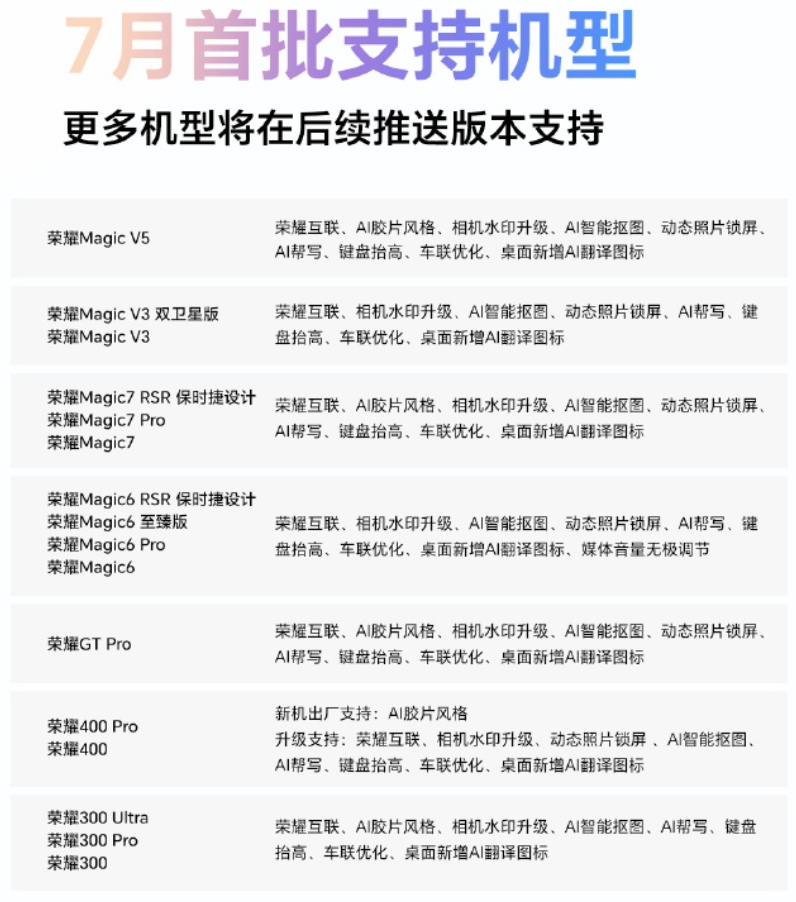 7月首批支持机型
更多机型将在后续推送版本支持
荣耀Magic V5
荣耀互联、AI胶片风格、相机水印升级、AI智能抠图、动态照片锁屏、
AI帮写、键盘抬高、车联优化、桌面新增AI翻译图标
荣耀Magic V3 双卫星版
荣耀Magic V3
荣耀互联、相机水印升级、AI智能抠图、动态照片锁屏、AI帮写、键
盘抬高、车联优化、桌面新增AI翻译图标
荣耀Magic7 RSR 保时捷设计
荣耀Magic7 Pro
荣耀Magic7
荣耀互联、AI胶片风格、相机水印升级、AI智能抠图、动态照片锁屏、
AI帮写、键盘抬高、车联优化、桌面新增AI翻译图标
荣耀Magic6 RSR 保时捷设计
荣耀Magic6 至臻版
荣耀Magic6 Pro
荣耀Magic6
荣耀互联、相机水印升级、AI智能抠图、动态照片锁屏、AI帮写、键
盘抬高、车联优化、桌面新增AI翻译图标、媒体音量无极调节
荣耀GT Pro
荣耀互联、AI胶片风格、相机水印升级、AI智能抠图、动态照片锁屏、
AI帮写、键盘抬高、车联优化、桌面新增AI翻译图标
荣耀400 Pro
荣耀400
新机出厂支持：AI胶片风格
升级支持：荣耀互联、相机水印升级、动态照片锁屏 、AI智能抠图、
AI帮写、键盘抬高、车联优化、桌面新增AI翻译图标
荣耀300 Ultra
荣耀300 Pro
荣耀300
荣耀互联、AI胶片风格、相机水印升级、AI智能抠图、AI帮写、键盘
抬高、车联优化、桌面新增AI翻译图标